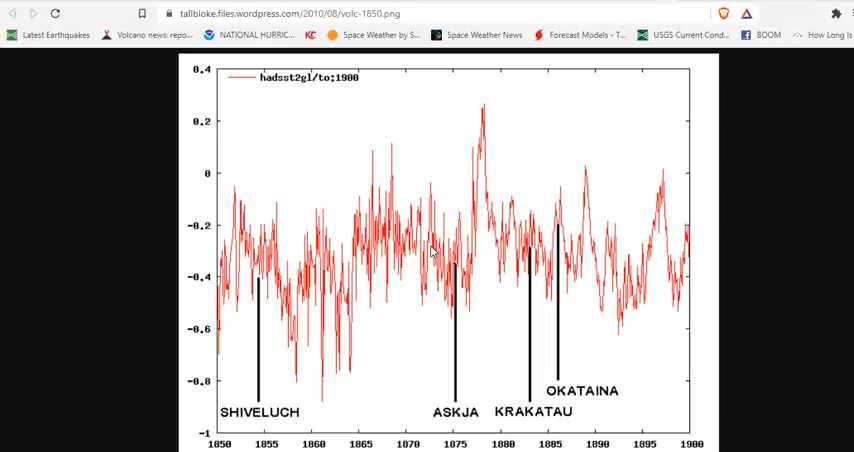 tallbloke.files.wordpress.com/2010/08/volc-1850.png
Latest Earthquakes Volcano news: repo... NATIONAL HURRIC... KC Space Weather by S... Space Weather News Forecast Models - T... USGS Current Cond... BOOM How Long Is
0.4
hadsst2gl/to:1900
0.2
0
-0.2
-0.4
-0.6
-0.8
-1
OKATAINA
SHIVELUCH ASKJA KRAKATAU
1850 1855 1860 1865 1870 1875 1880 1885 1890 1895 1900